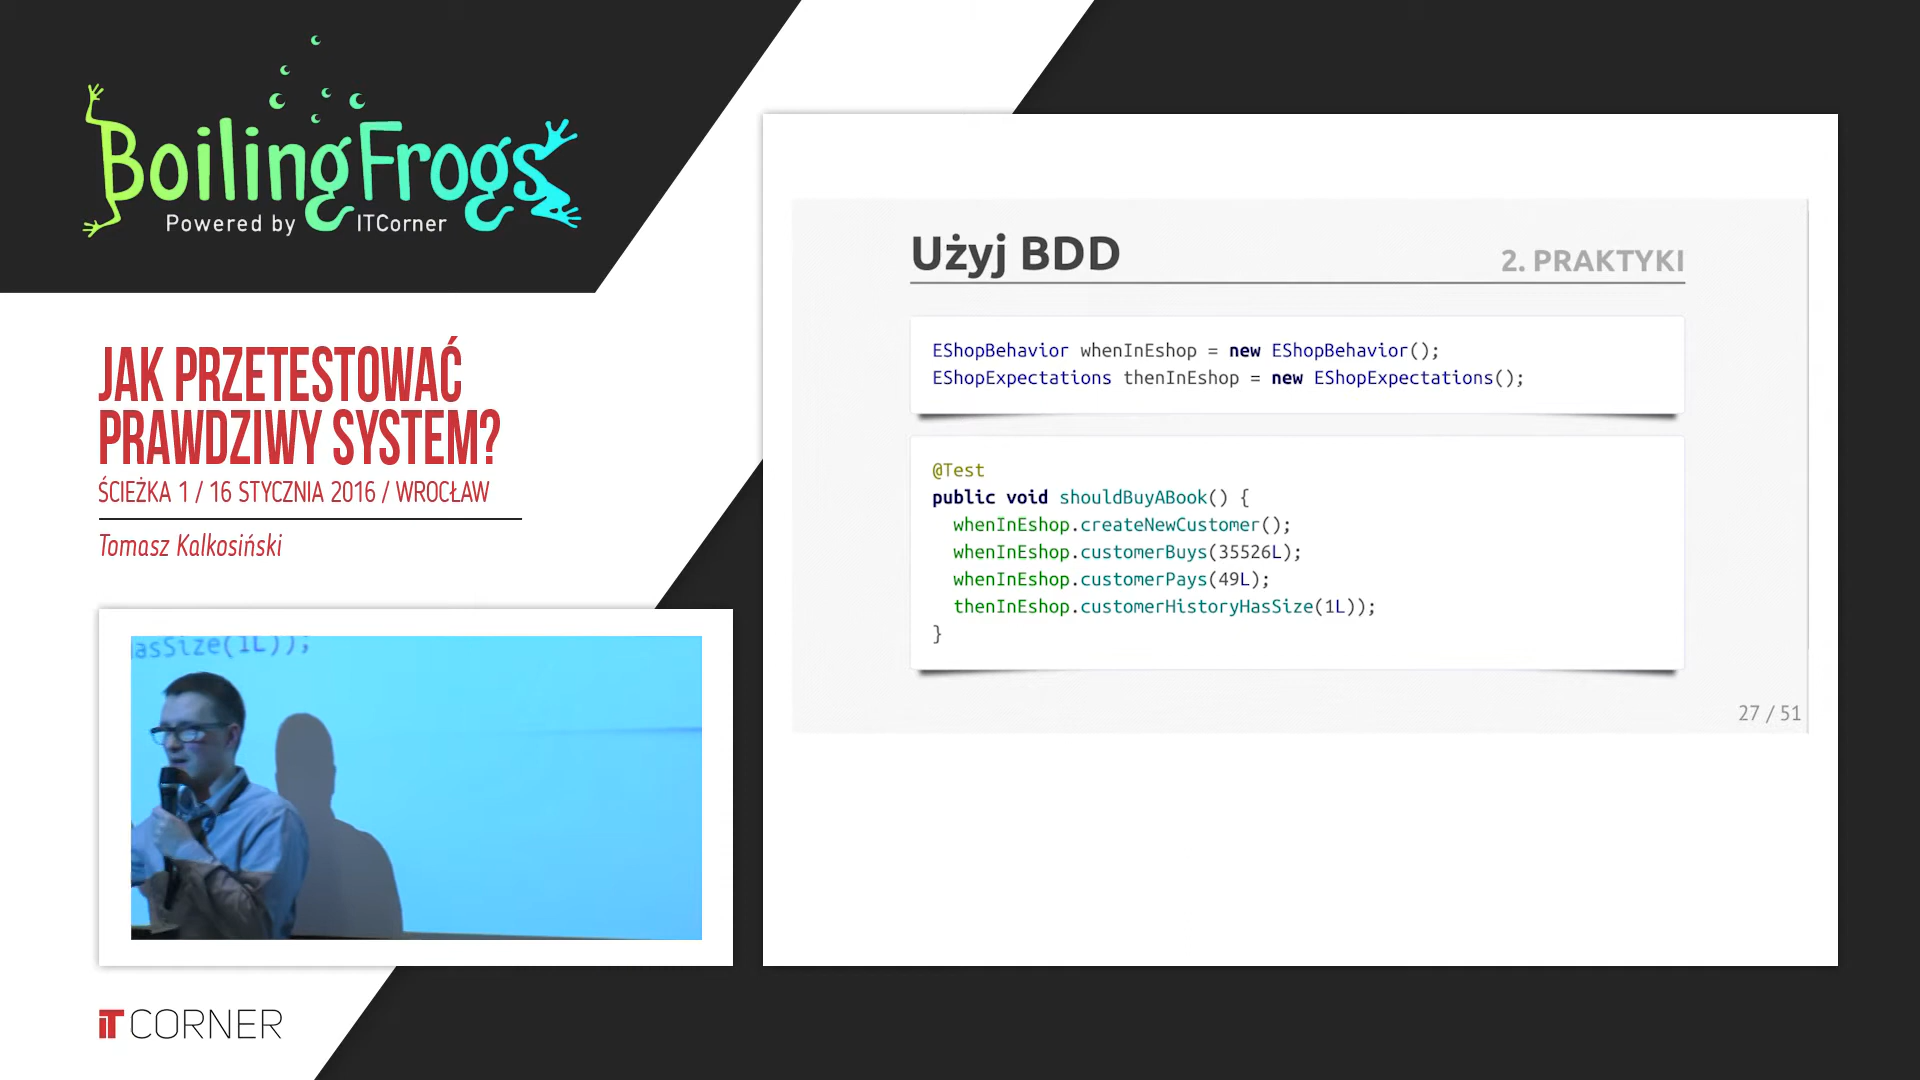 BoilingFrogs
Powered by ITCorner
JAK PRZETESTOWAĆ
PRAWDZIWY SYSTEM?
ŚCIEŻKA 1 / 16 STYCZNIA 2016 / WROCŁAW
Tomasz Kalkosiński
asSize(1L));
IT CORNER
Użyj BDD
2. PRAKTYKI
EShopBehavior whenInEshop = new EShopBehavior();
EShopExpectations thenInEshop = new EShopExpectations();
@Test
public void shouldBuyABook() {
whenInEshop.createNewCustomer();
whenInEshop.customerBuys(35526L);
whenInEshop.customerPays(49L);
thenInEshop.customerHistoryHasSize(1L));
}
27 / 51